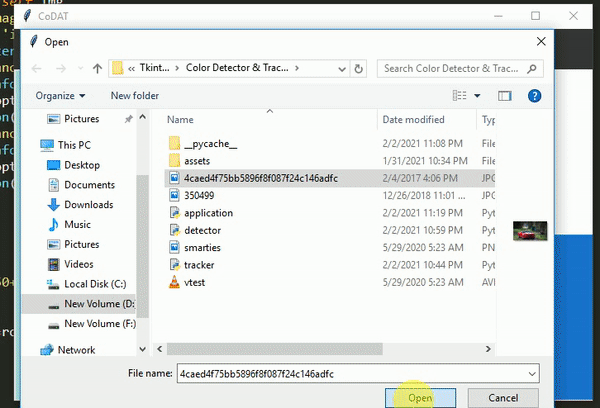 CoDAT
Open
« Tkint... > Color Detector & Trac...
Search Color Detector & Trac...
Organize
New folder
Pictures
This PC
Desktop
Documents
Downloads
Music
Pictures
Videos
Local Disk (C:)
New Volume (D:
New Volume (F:)
Network
Name Date modified Typ
__pycache__ 2/2/2021 11:08 PM File
assets 1/31/2021 10:34 PM File
4caed4f75bb5896f8f087f24c146adfc 2/4/2017 4:06 PM JPG
350499 12/26/2018 11:01 ... JPG
application 2/2/2021 11:19 PM Pyt
detector 2/2/2021 10:59 PM Pyt
smarties 5/29/2020 5:23 AM PN
tracker 2/2/2021 10:44 PM Pyt
vtest 5/29/2020 5:23 AM AVI
File name: 4caed4f75bb5896f8f087f24c146adfc
Open
Cancel